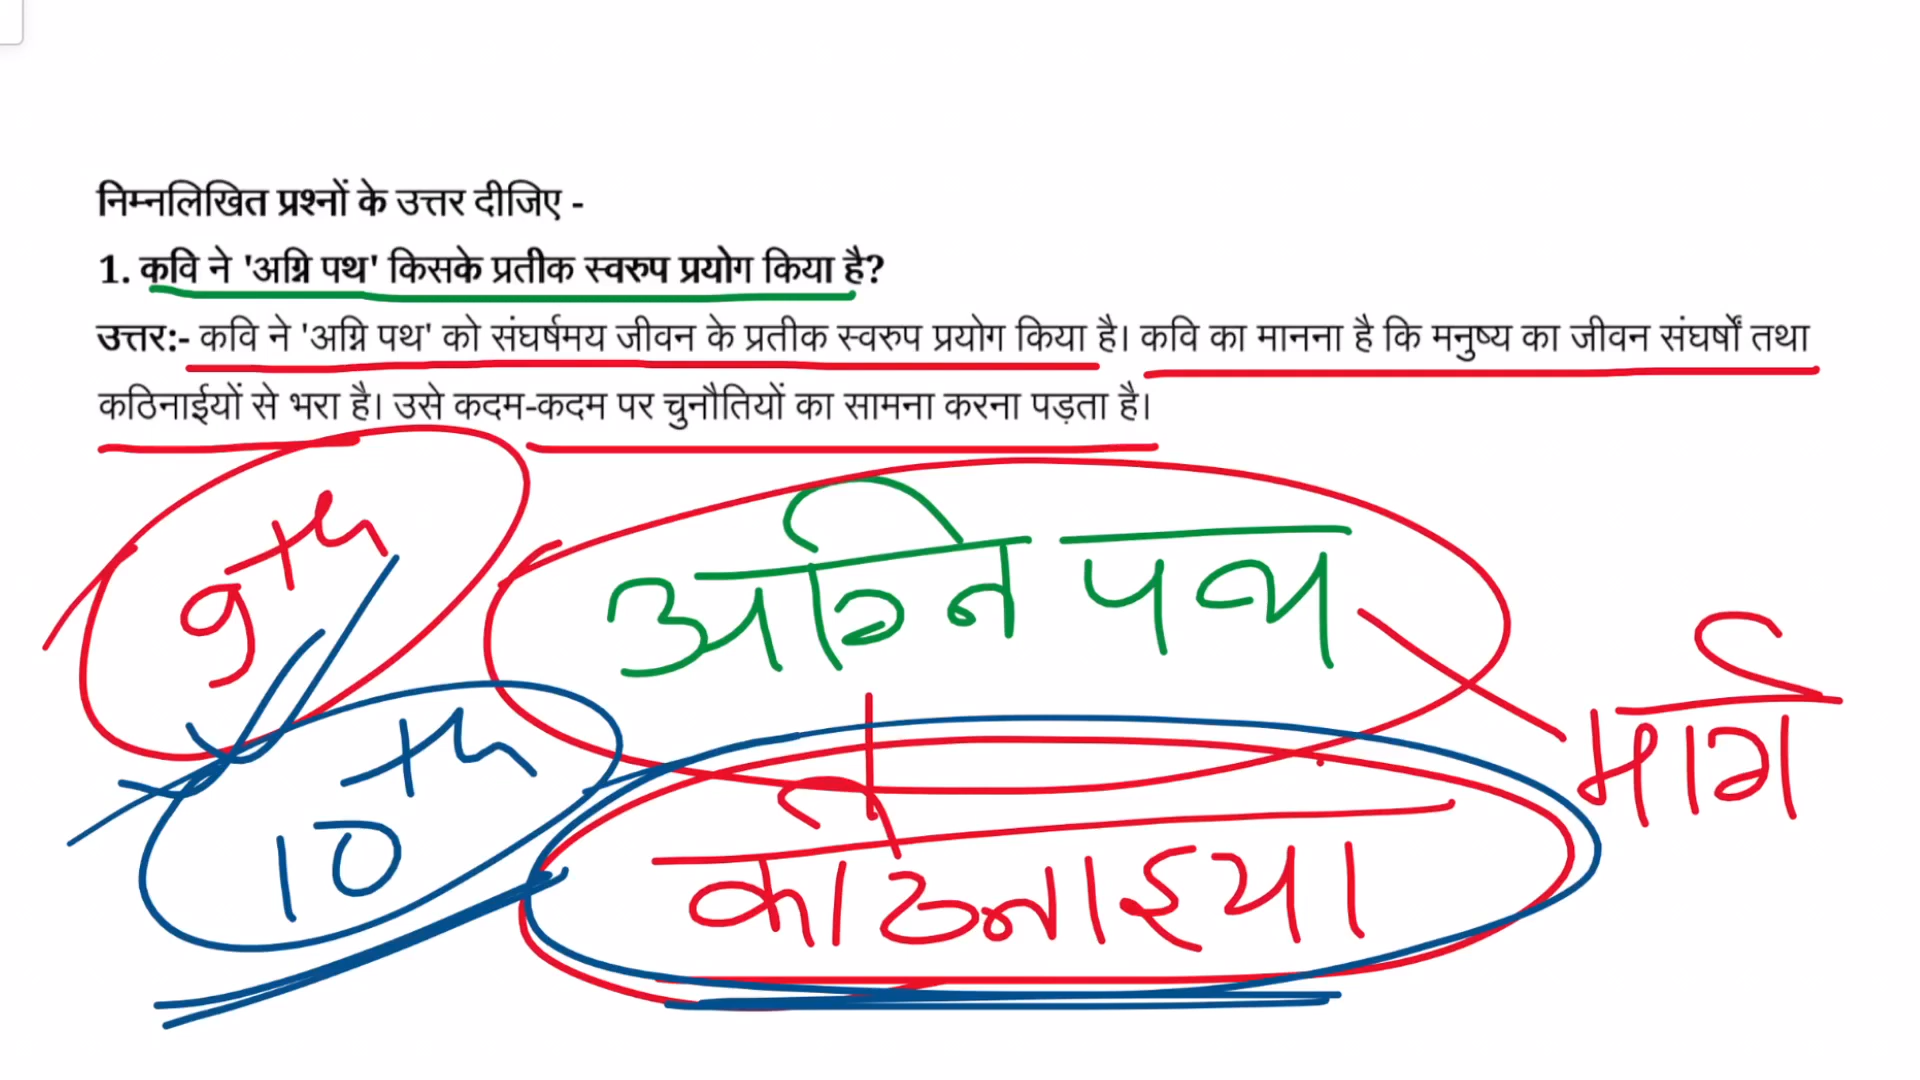 निम्नलिखित प्रश्नों के उत्तर दीजिए -
1. कवि ने 'अग्नि पथ' किसके प्रतीक स्वरुप प्रयोग किया है?
उत्तर:- कवि ने 'अग्नि पथ' को संघर्षमय जीवन के प्रतीक स्वरुप प्रयोग किया है। कवि का मानना है कि मनुष्य का जीवन संघर्षों तथा
कठिनाईयों से भरा है। उसे कदम-कदम पर चुनौतियों का सामना करना पड़ता है।
9th
अग्नि पथ
मार्ग
10th
कठिनाइया